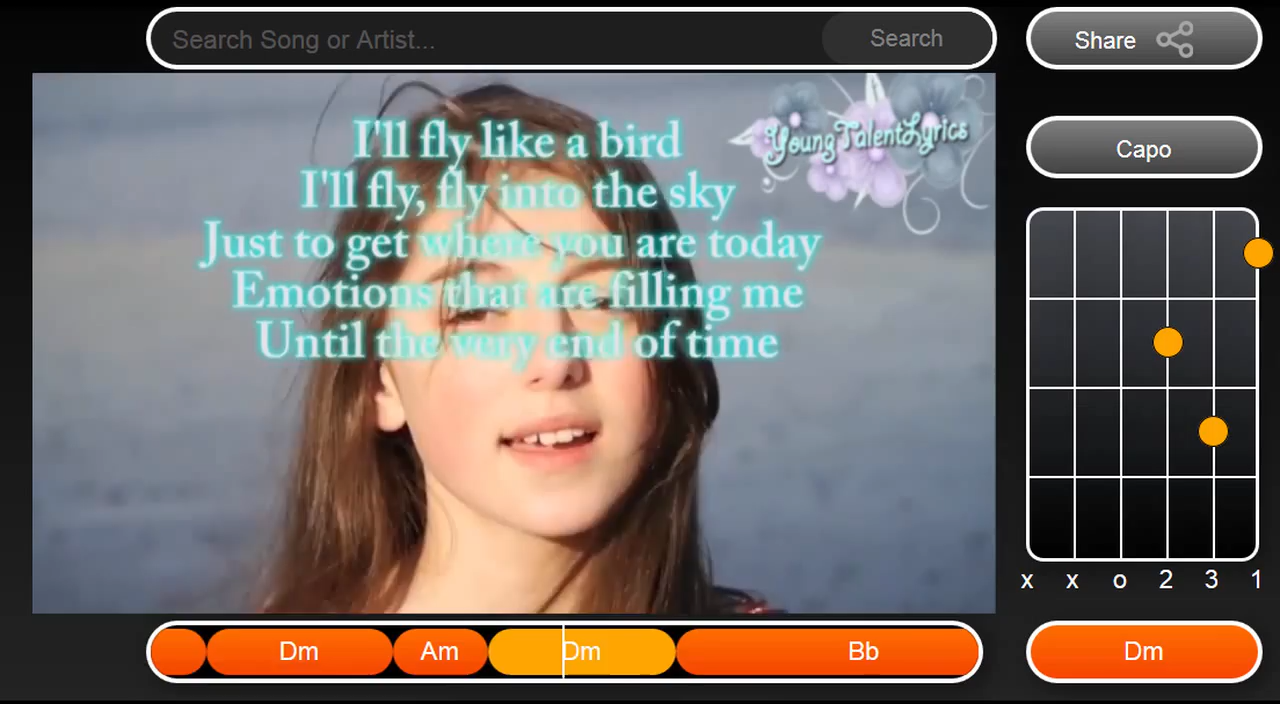 Search Song or Artist...
Search
Share
I'll fly like a bird
I'll fly, fly into the sky
Just to get where you are today
Emotions that are filling me
Until the very end of time
YoungTalentLyrics
Capo
x x o 2 3 1
Dm Am Dm Bb
Dm